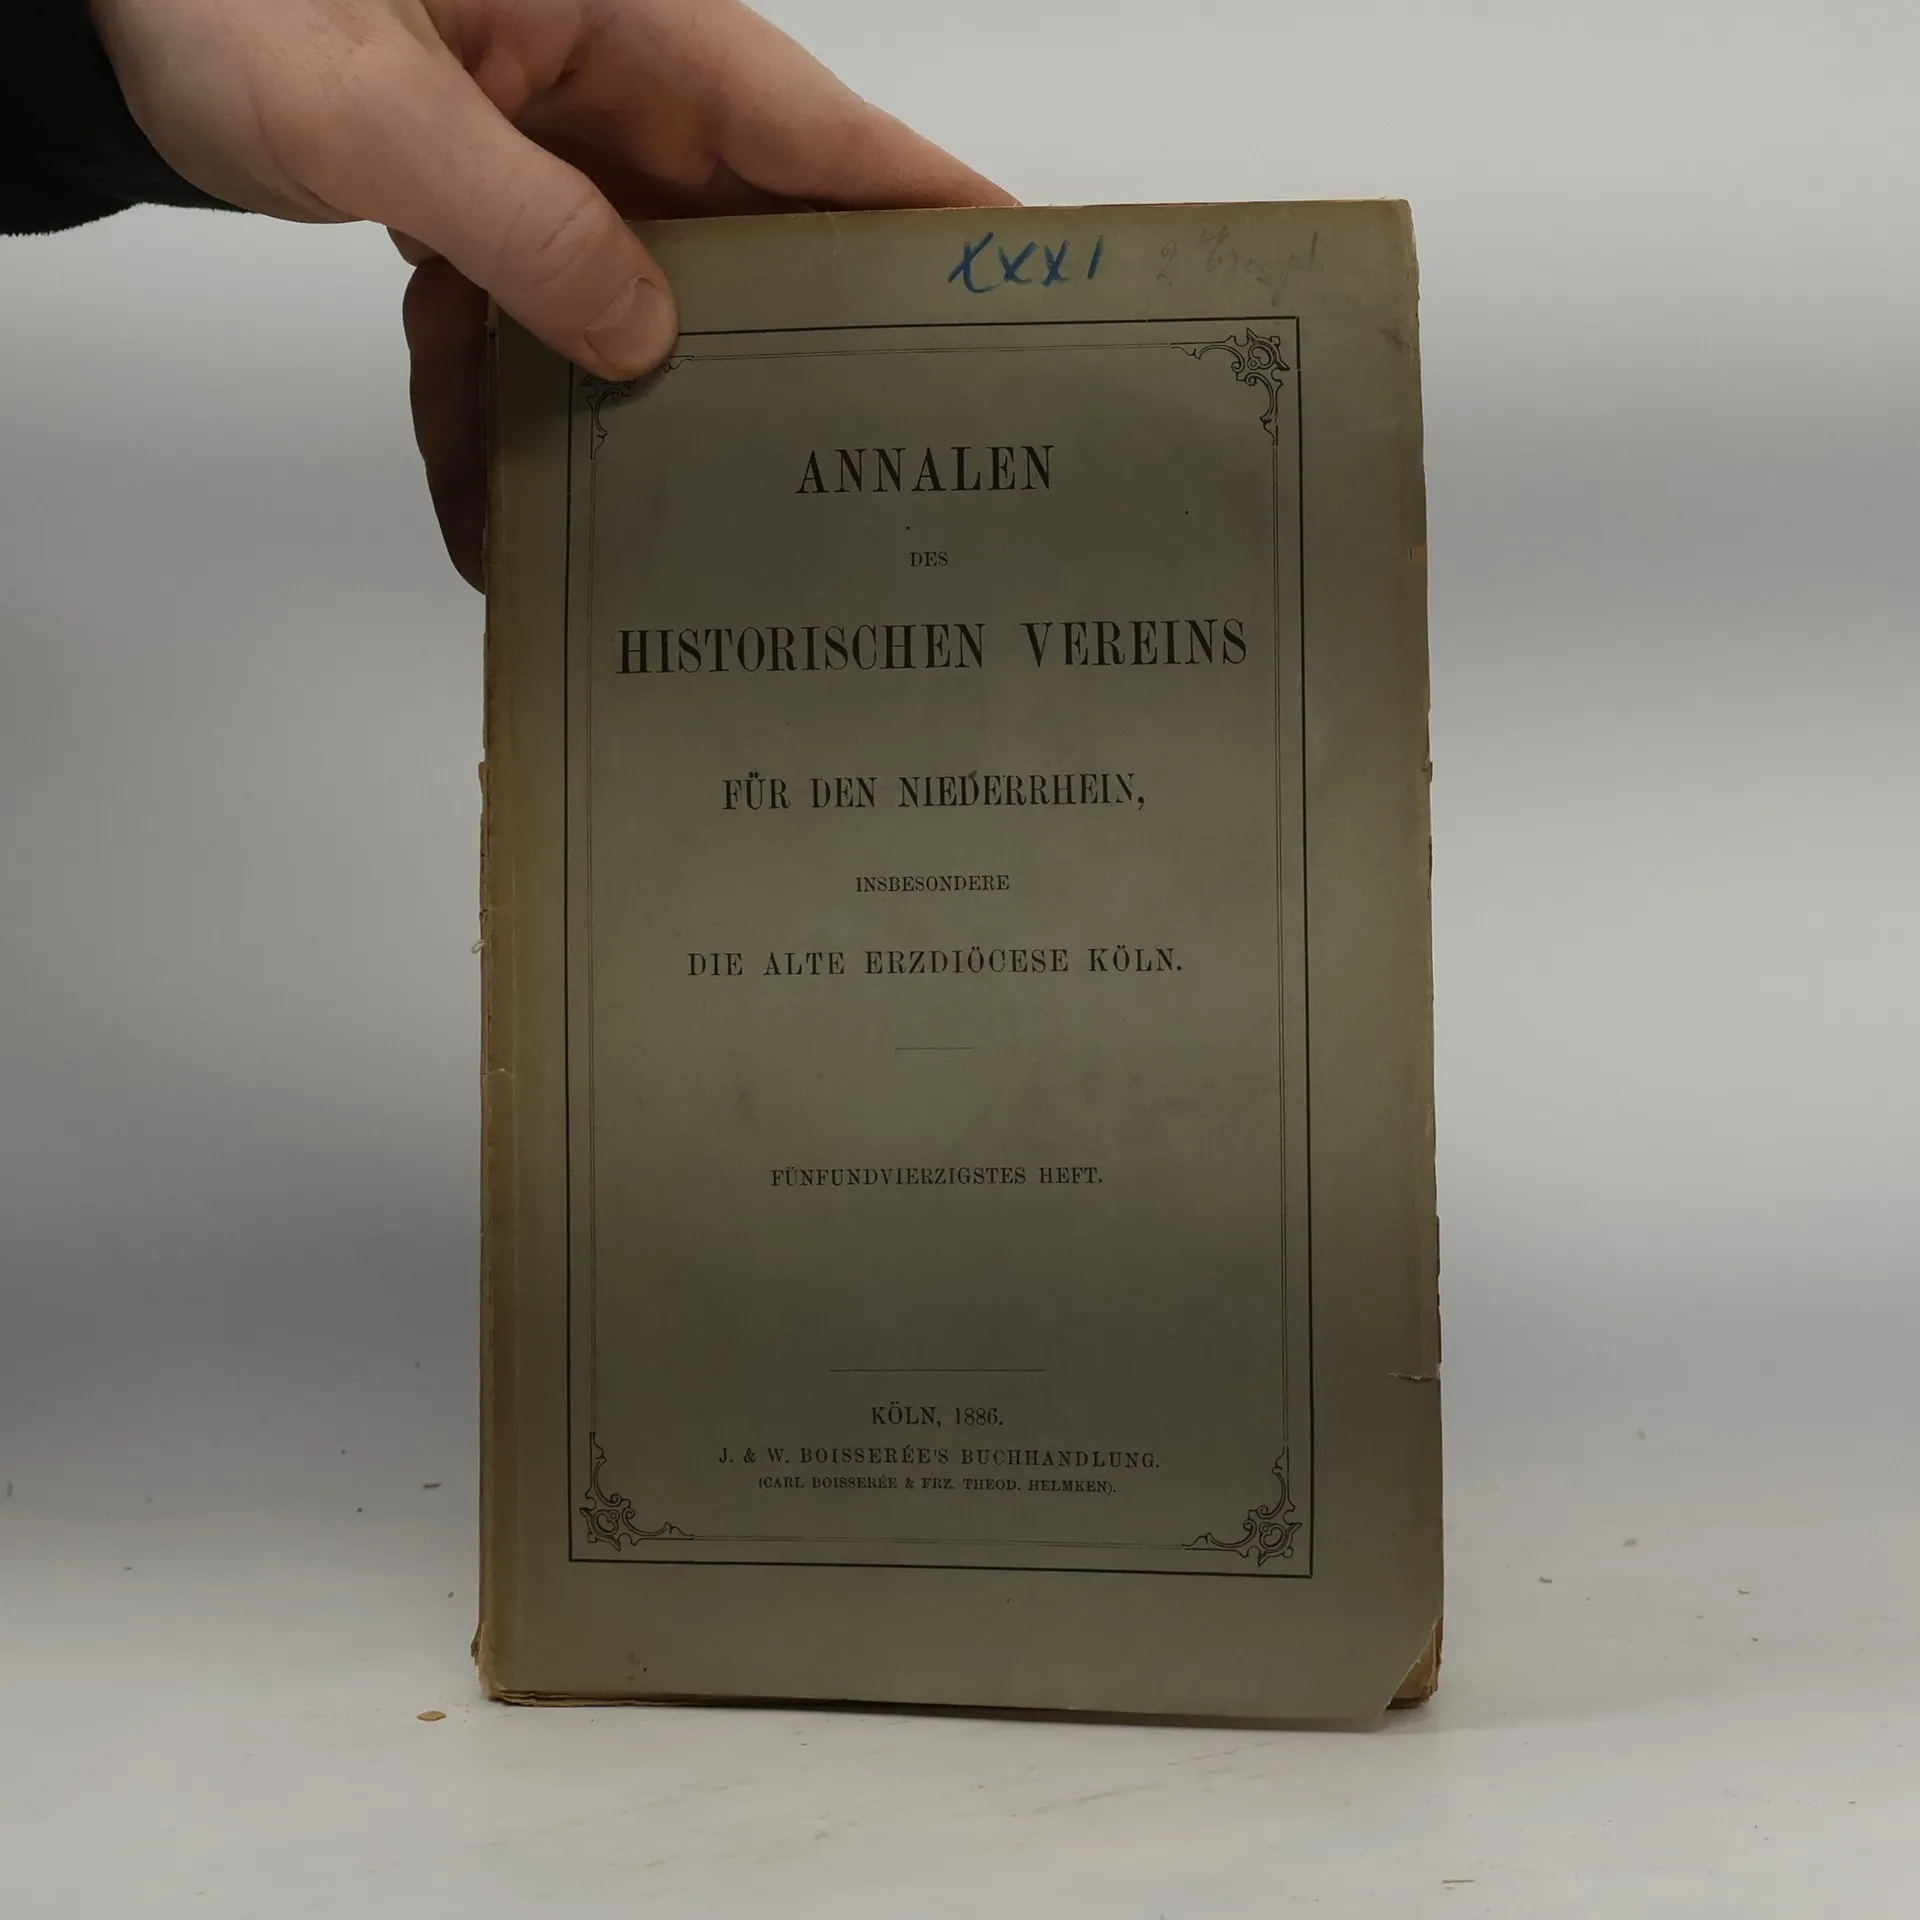 XXXI 2
ANNALEN
DES
HISTORISCHEN VEREINS
FÜR DEN NIEDERRHEIN,
INSBESONDERE
DIE ALTE ERZDIÖCESE KÖLN.
FÜNFUNDVIERZIGSTES HEFT.
KÖLN, 1886.
J. & W. BOISSERÉE'S BUCHHANDLUNG.
(CARL BOISSERÉE & FRZ. THEOD. HELMKEN).